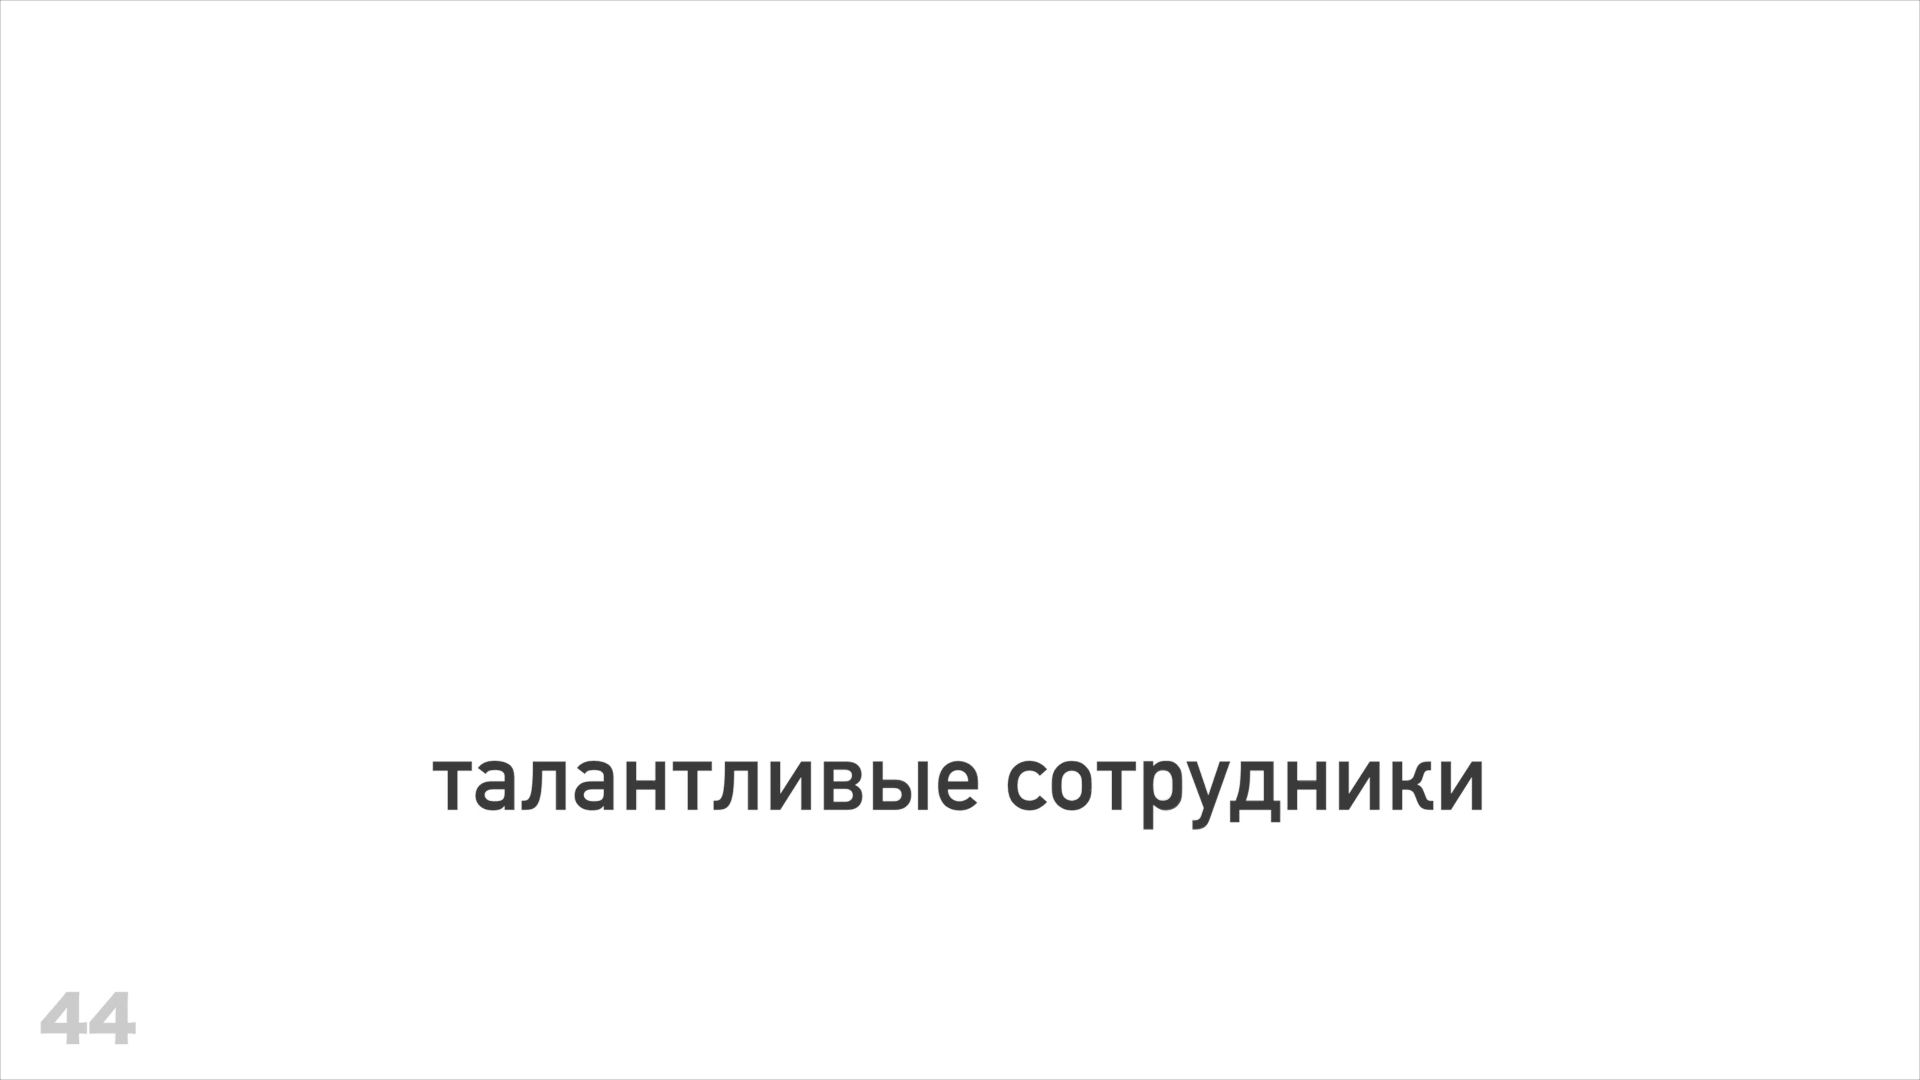 талантливые сотрудники
44